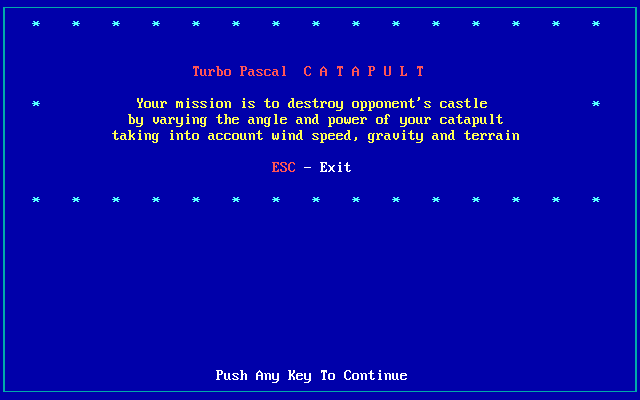 * * * * * * * * * * * * * * *
Turbo Pascal C A T A P U L T
* Your mission is to destroy opponent's castle *
by varying the angle and power of your catapult
taking into account wind speed, gravity and terrain
ESC - Exit
* * * * * * * * * * * * * * *
Push Any Key To Continue